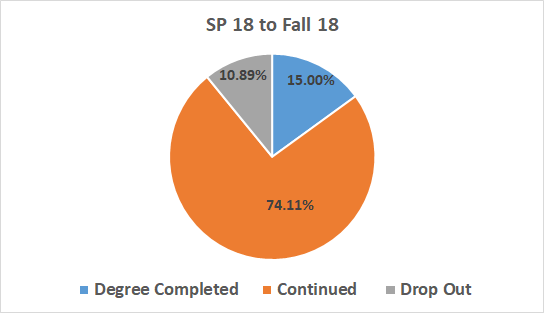 SP 18 to Fall 18
10.89%
15.00%
74.11%
Degree Completed
Continued
Drop Out